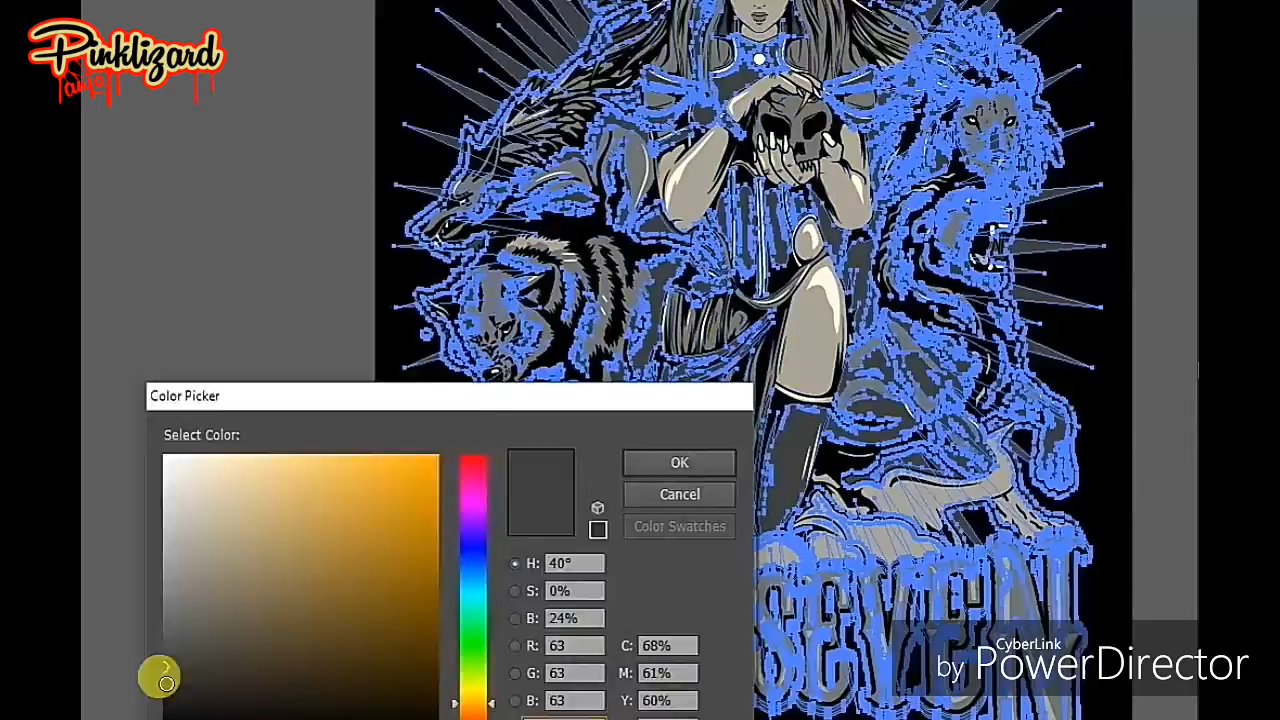 Pinklizard
Color Picker
Select Color:
OK
Cancel
Color Swatches
H: 40°
S: 0%
B: 24%
R: 63 C: 68%
G: 63 M: 61%
B: 63 Y: 60%
SEVEN
CyberLink
by PowerDirector